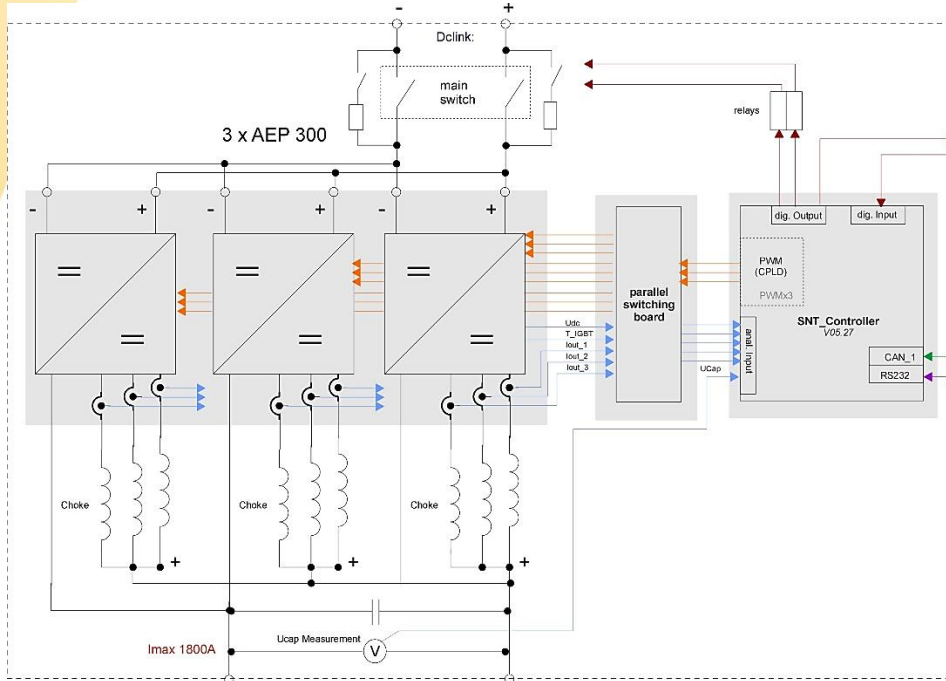 - +
Dclink:
main
switch
relays
3 x AEP 300
- + - + - +
dig. Output dig. Input
PWM
(CPLD)
PWMx3
parallel
switching
board
SNT_Controller
V05.27
Udc
T_IGBT
Iout_1
Iout_2
Iout_3
UCap
anal. Input
CAN_1
RS232
Choke Choke Choke
+ + +
Ucap Measurement
V
Imax 1800A